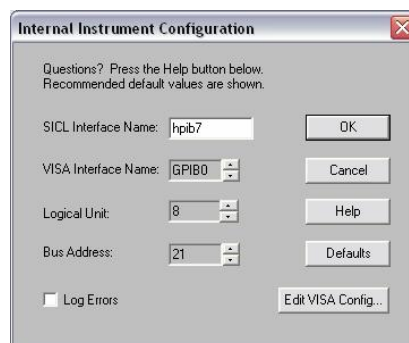 Internal Instrument Configuration
Questions? Press the Help button below.
Recommended default values are shown.
SICL Interface Name: hpib7 OK
VISA Interface Name: GPIB0 Cancel
Logical Unit: 8 Help
Bus Address: 21 Defaults
Log Errors Edit VISA Config...